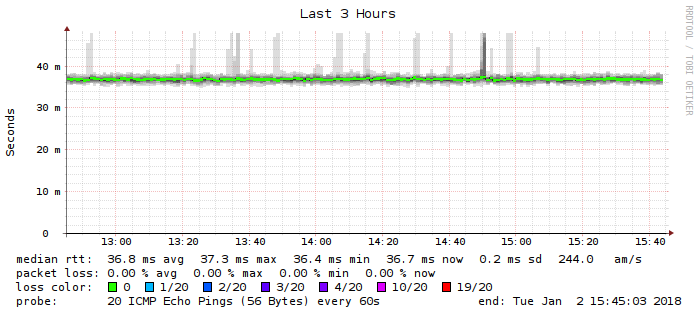 Last 3 Hours
RRDTOOL / TOBI OETIKER
Seconds
40 m
30 m
20 m
10 m
0
13:00 13:20 13:40 14:00 14:20 14:40 15:00 15:20 15:40
median rtt: 36.8 ms avg 37.3 ms max 36.4 ms min 36.7 ms now 0.2 ms sd 244.0 am/s
packet loss: 0.00 % avg 0.00 % max 0.00 % min 0.00 % now
loss color: 0 1/20 2/20 3/20 4/20 10/20 19/20
probe: 20 ICMP Echo Pings (56 Bytes) every 60s end: Tue Jan 2 15:45:03 2018